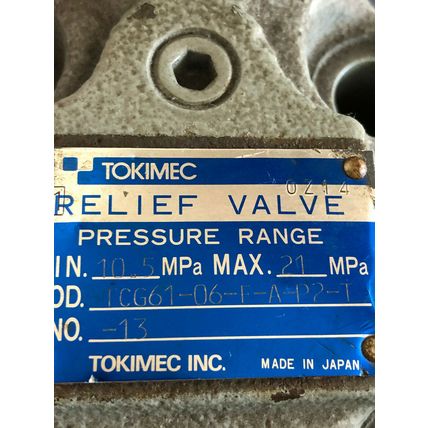 TOKIMEC
0Z14
RELIEF VALVE
PRESSURE RANGE
IN. 10.5 MPa MAX. 21 MPa
OD. TCG61-06-F-A-P2-T
NO. -13
TOKIMEC INC. MADE IN JAPAN